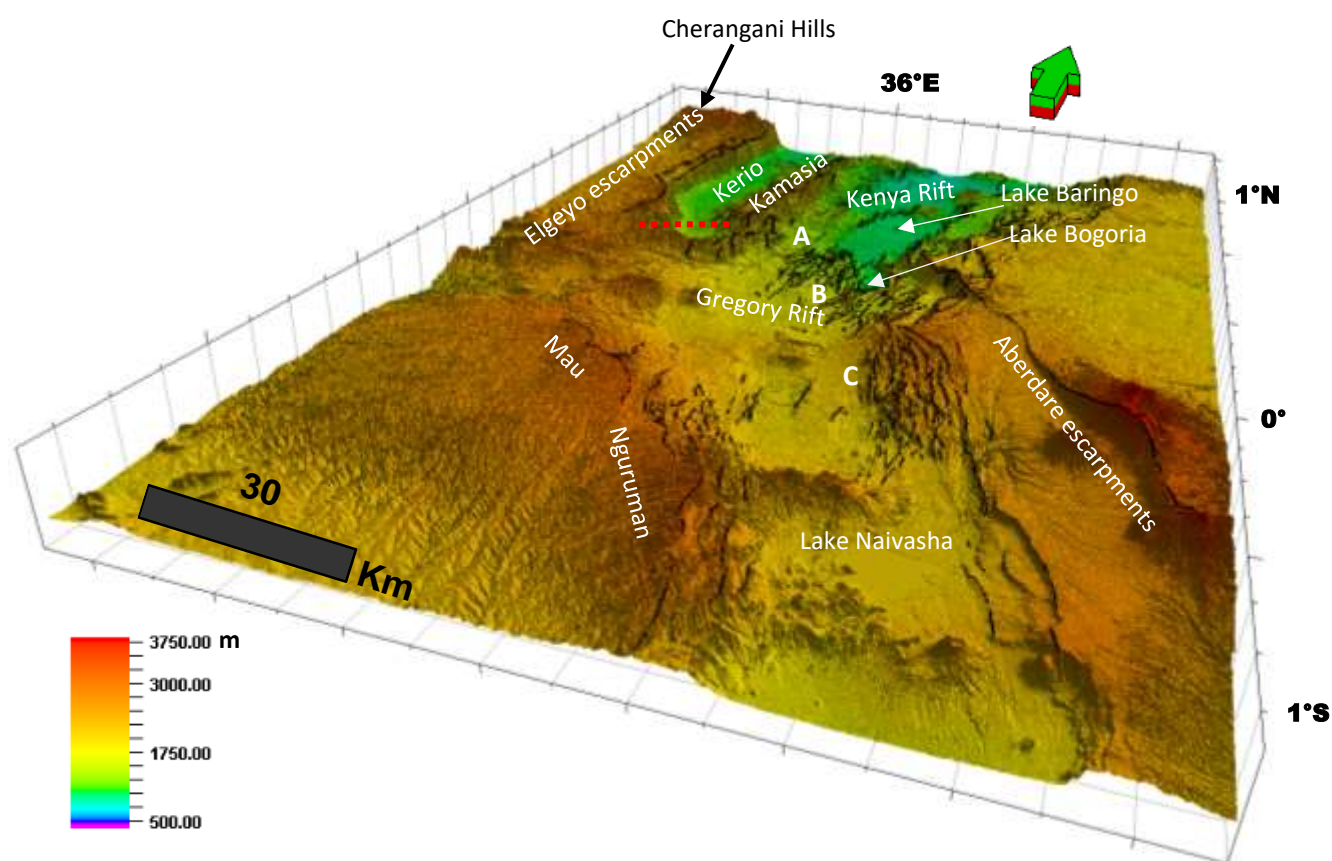 Cherangani Hills
36°E
1°N
Elgeyo escarpments
Kerio
Kamasia
Kenya Rift
Lake Baringo
Lake Bogoria
A
B
Gregory Rift
Mau
C
Aberdare escarpments
0°
Nguruman
30
Km
Lake Naivasha
3750.00 m
3000.00
1750.00
500.00
1°S